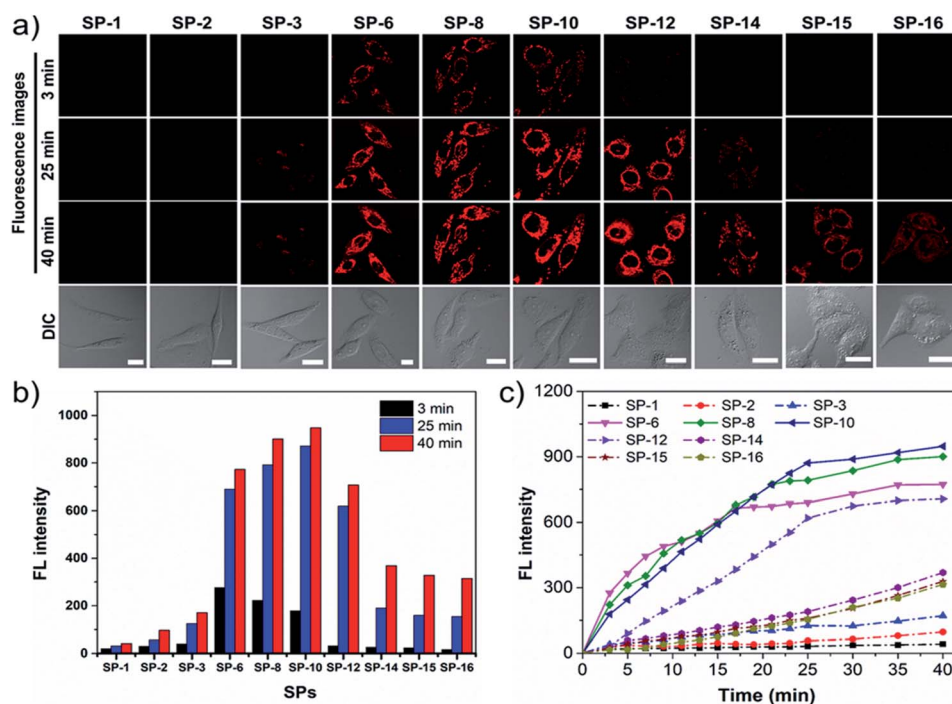 a)
SP-1 SP-2 SP-3 SP-6 SP-8 SP-10 SP-12 SP-14 SP-15 SP-16
Fluorescence images
3 min
25 min
40 min
DIC
b)
1000
800
600
400
200
0
FL intensity
3 min
25 min
40 min
SP-1 SP-2 SP-3 SP-6 SP-8 SP-10 SP-12 SP-14 SP-15 SP-16
SPs
c)
1200
900
600
300
0
FL intensity
SP-1 SP-2 SP-3
SP-6 SP-8 SP-10
SP-12 SP-14
SP-15 SP-16
0 5 10 15 20 25 30 35 40
Time (min)